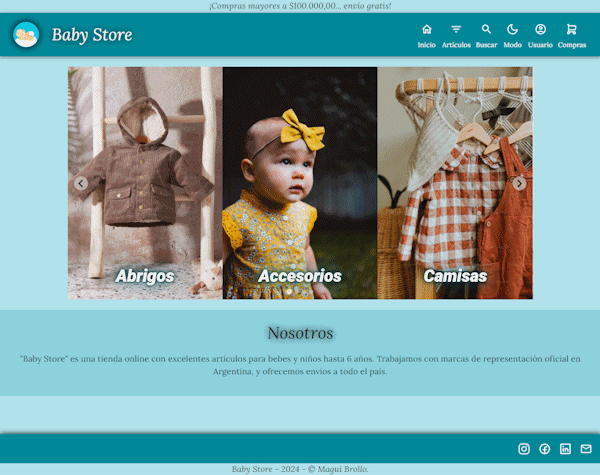 ¡Compras mayores a $100.000,00... envío gratis!
Baby Store
Inicio Artículos Buscar Modo Usuario Compras
Abrigos Accesorios Camisas
Nosotros
"Baby Store" es una tienda online con excelentes artículos para bebes y niños hasta 6 años. Trabajamos con marcas de representación oficial en
Argentina, y ofrecemos envíos a todo el país.
Baby Store - 2024 - © Magui Brollo.